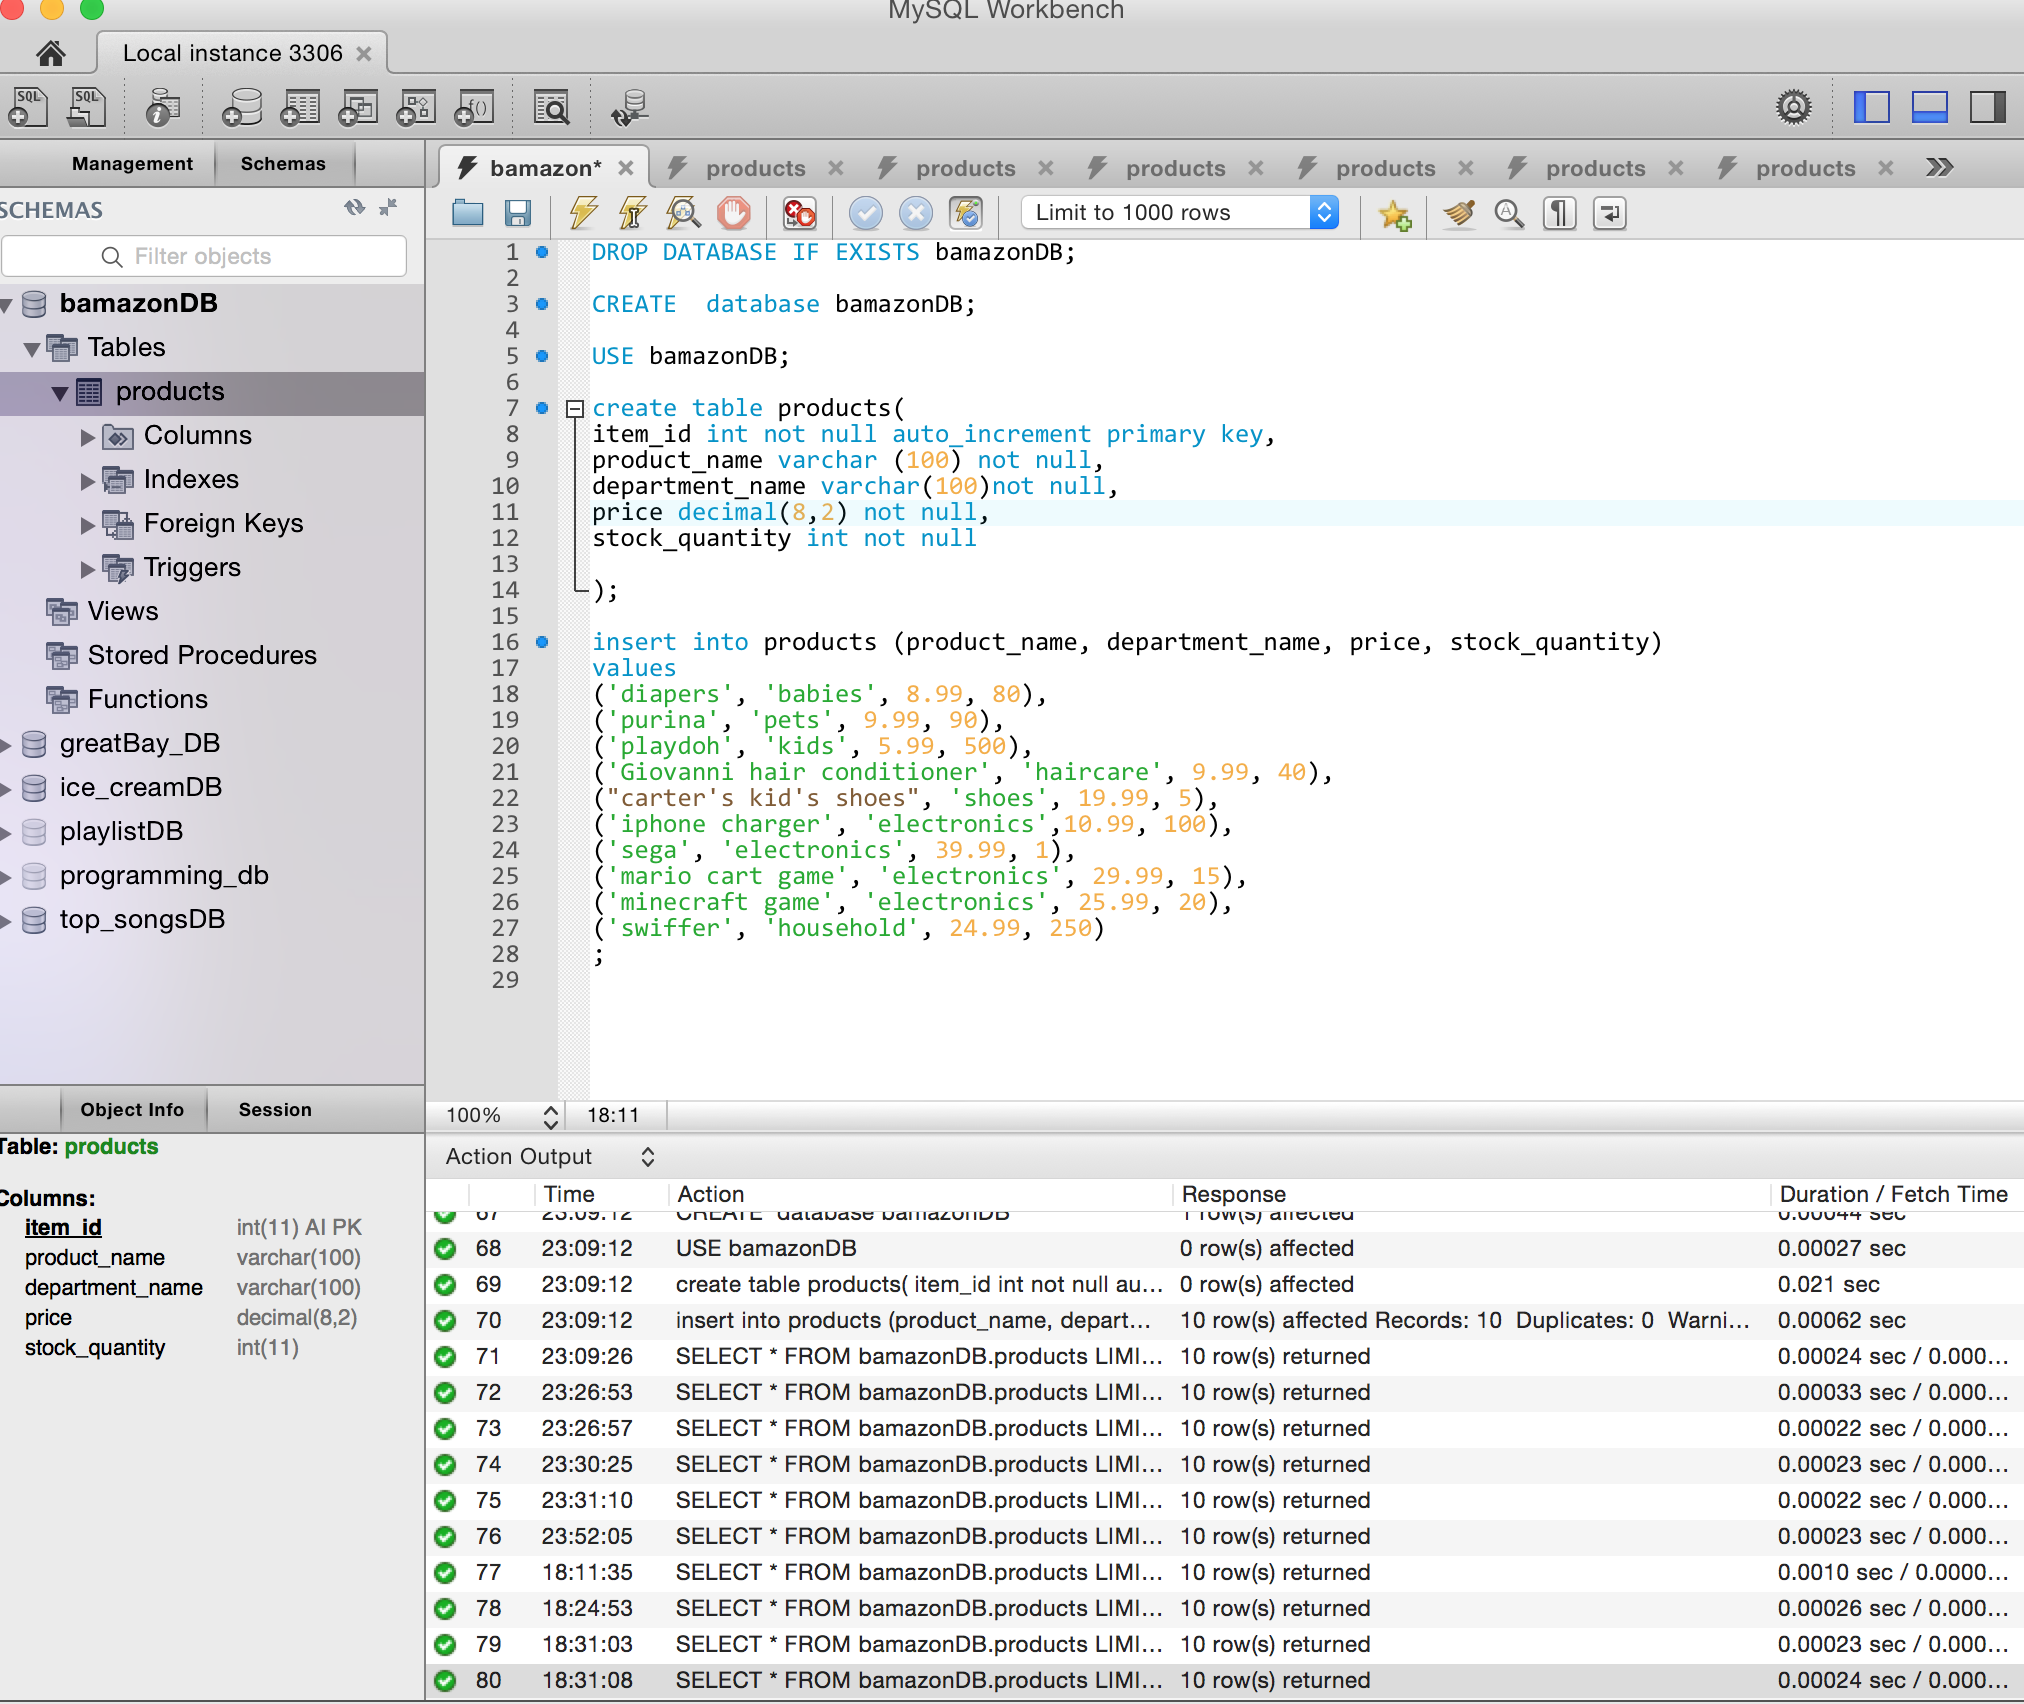 MySQL Workbench
Local instance 3306
SQL SQL i f()
Management Schemas
SCHEMAS
Filter objects
bamazonDB
Tables
products
Columns
Indexes
Foreign Keys
Triggers
Views
Stored Procedures
Functions
greatBay_DB
ice_creamDB
playlistDB
programming_db
top_songsDB
bamazon* products products products products products products
Limit to 1000 rows
1 DROP DATABASE IF EXISTS bamazonDB;
2
3 CREATE  database bamazonDB;
4
5 USE bamazonDB;
6
7 create table products(
8 item_id int not null auto_increment primary key,
9 product_name varchar (100) not null,
10 department_name varchar(100)not null,
11 price decimal(8,2) not null,
12 stock_quantity int not null
13
14 );
15
16 insert into products (product_name, department_name, price, stock_quantity)
17 values
18 ('diapers', 'babies', 8.99, 80),
19 ('purina', 'pets', 9.99, 90),
20 ('playdoh', 'kids', 5.99, 500),
21 ('Giovanni hair conditioner', 'haircare', 9.99, 40),
22 ("carter's kid's shoes", 'shoes', 19.99, 5),
23 ('iphone charger', 'electronics',10.99, 100),
24 ('sega', 'electronics', 39.99, 1),
25 ('mario cart game', 'electronics', 29.99, 15),
26 ('minecraft game', 'electronics', 25.99, 20),
27 ('swiffer', 'household', 24.99, 250)
28 ;
29
100% 18:11
Object Info Session
Table: products
Columns:
item_id int(11) AI PK
product_name varchar(100)
department_name varchar(100)
price decimal(8,2)
stock_quantity int(11)
Action Output
Time Action Response Duration / Fetch Time
67 23:09:12 CREATE  database bamazonDB 1 row(s) affected 0.00044 sec
68 23:09:12 USE bamazonDB 0 row(s) affected 0.00027 sec
69 23:09:12 create table products( item_id int not null au... 0 row(s) affected 0.021 sec
70 23:09:12 insert into products (product_name, depart... 10 row(s) affected Records: 10  Duplicates: 0  Warni... 0.00062 sec
71 23:09:26 SELECT * FROM bamazonDB.products LIMI... 10 row(s) returned 0.00024 sec / 0.000...
72 23:26:53 SELECT * FROM bamazonDB.products LIMI... 10 row(s) returned 0.00033 sec / 0.000...
73 23:26:57 SELECT * FROM bamazonDB.products LIMI... 10 row(s) returned 0.00022 sec / 0.000...
74 23:30:25 SELECT * FROM bamazonDB.products LIMI... 10 row(s) returned 0.00023 sec / 0.000...
75 23:31:10 SELECT * FROM bamazonDB.products LIMI... 10 row(s) returned 0.00022 sec / 0.000...
76 23:52:05 SELECT * FROM bamazonDB.products LIMI... 10 row(s) returned 0.00023 sec / 0.000...
77 18:11:35 SELECT * FROM bamazonDB.products LIMI... 10 row(s) returned 0.0010 sec / 0.0000...
78 18:24:53 SELECT * FROM bamazonDB.products LIMI... 10 row(s) returned 0.00026 sec / 0.000...
79 18:31:03 SELECT * FROM bamazonDB.products LIMI... 10 row(s) returned 0.00023 sec / 0.000...
80 18:31:08 SELECT * FROM bamazonDB.products LIMI... 10 row(s) returned 0.00024 sec / 0.000...